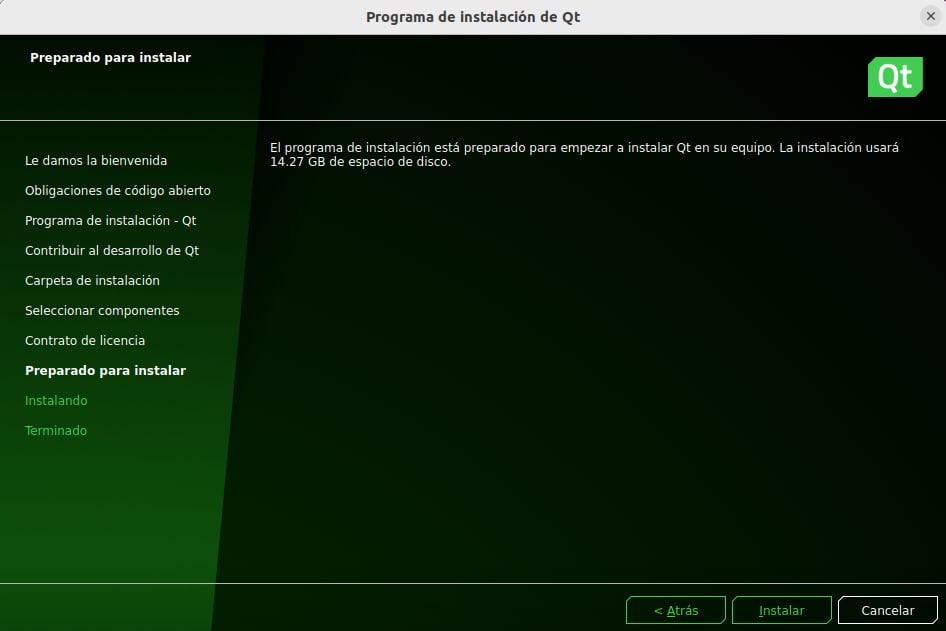 Programa de instalación de Qt
Preparado para instalar
Qt
Le damos la bienvenida
Obligaciones de código abierto
Programa de instalación - Qt
Contribuir al desarrollo de Qt
Carpeta de instalación
Seleccionar componentes
Contrato de licencia
Preparado para instalar
Instalando
Terminado
El programa de instalación está preparado para empezar a instalar Qt en su equipo. La instalación usará
14.27 GB de espacio de disco.
< Atrás
Instalar
Cancelar